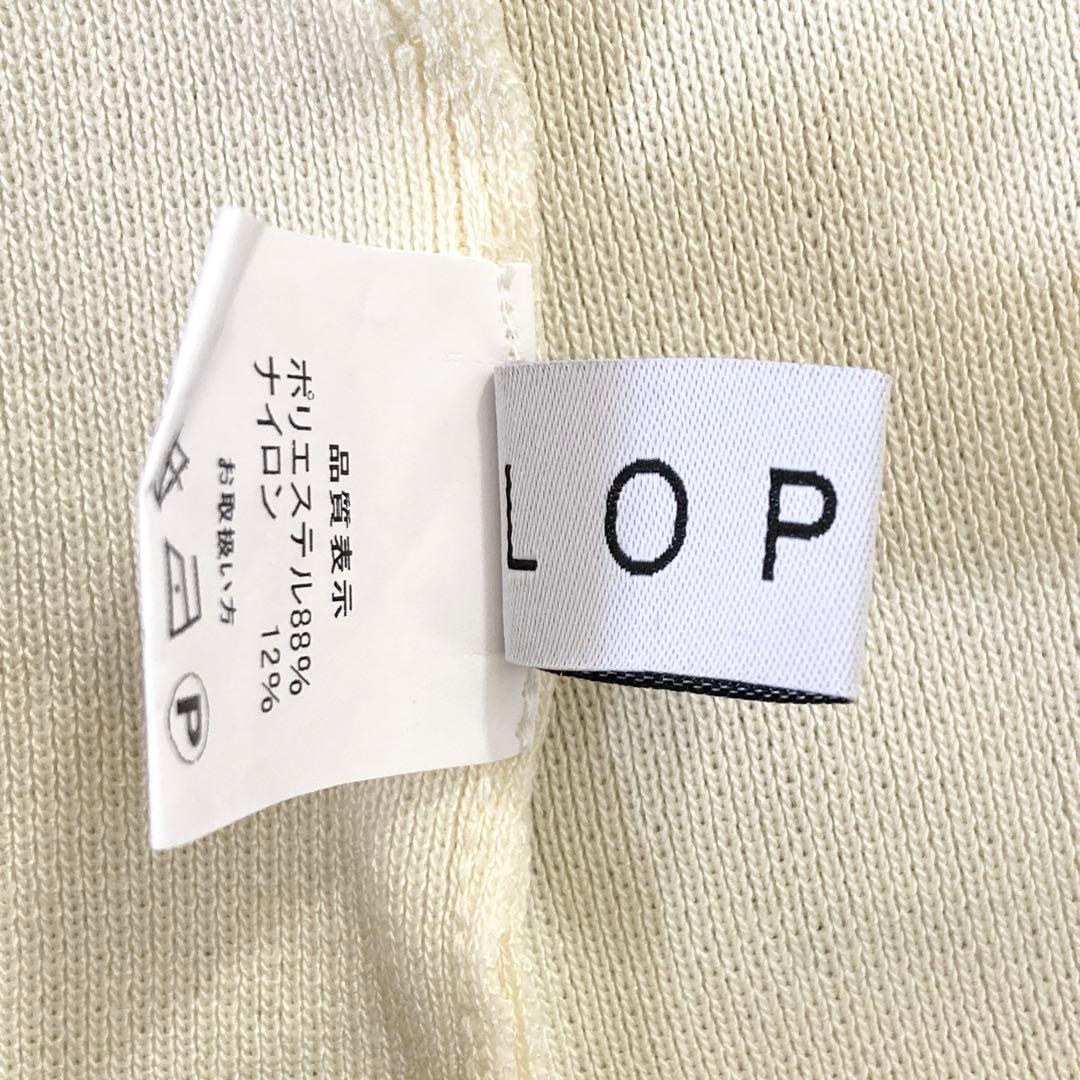 品質表示
ポリエステル88%
ナイロン 12%
お取扱い方
P
L O P